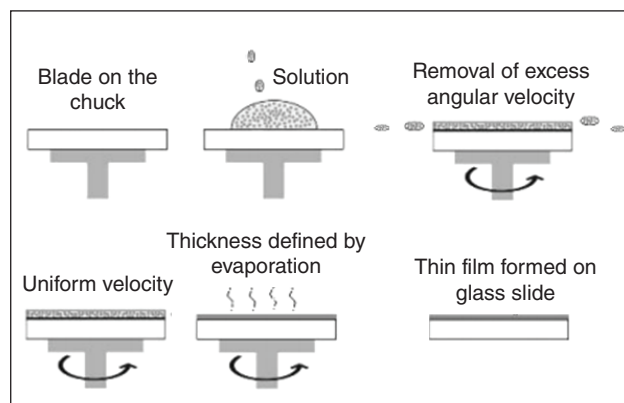 Blade on the
chuck
Solution
Removal of excess
angular velocity
Uniform velocity
Thickness defined by
evaporation
Thin film formed on
glass slide